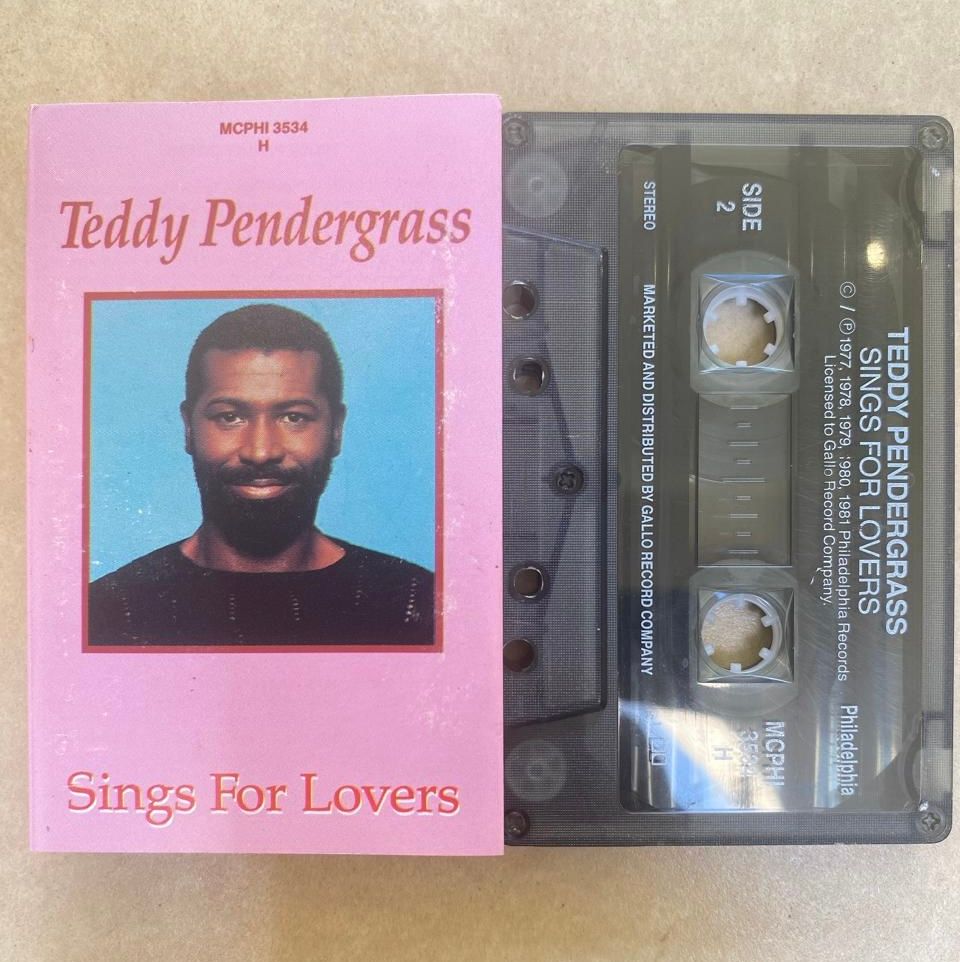 MCPHI 3534
H
Teddy Pendergrass
Sings For Lovers
TEDDY PENDERGRASS
SINGS FOR LOVERS
© / ℗ 1977, 1978, 1979, 1980, 1981 Philadelphia Records
Licensed to Gallo Record Company.
Philadelphia
SIDE
2
MCPHI
3534
H
STEREO
MARKETED AND DISTRIBUTED BY GALLO RECORD COMPANY